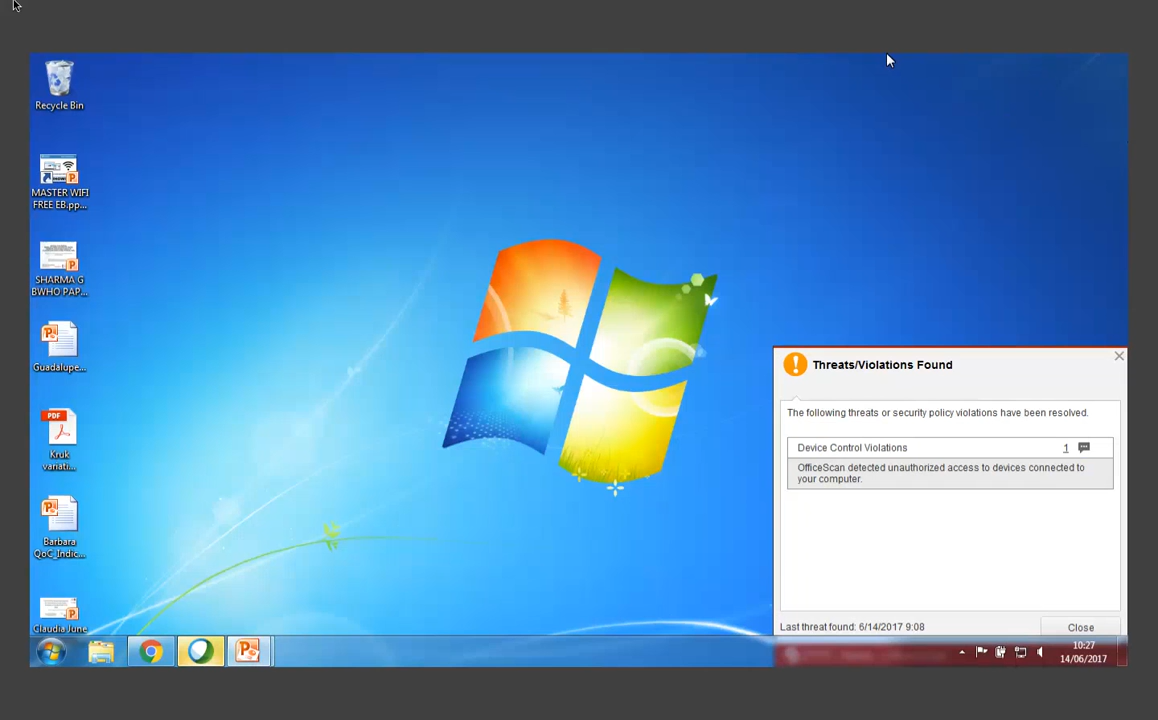 Recycle Bin
MASTER WIFI
FREE EB.pp...
SHARMA G
BWHO PAP...
Guadalupe...
PDF
Kruk
variati...
Barbara
QoC_Indic...
Claudia June
Threats/Violations Found
The following threats or security policy violations have been resolved.
Device Control Violations 1
OfficeScan detected unauthorized access to devices connected to
your computer.
Last threat found: 6/14/2017 9:08
Close
10:27
14/06/2017